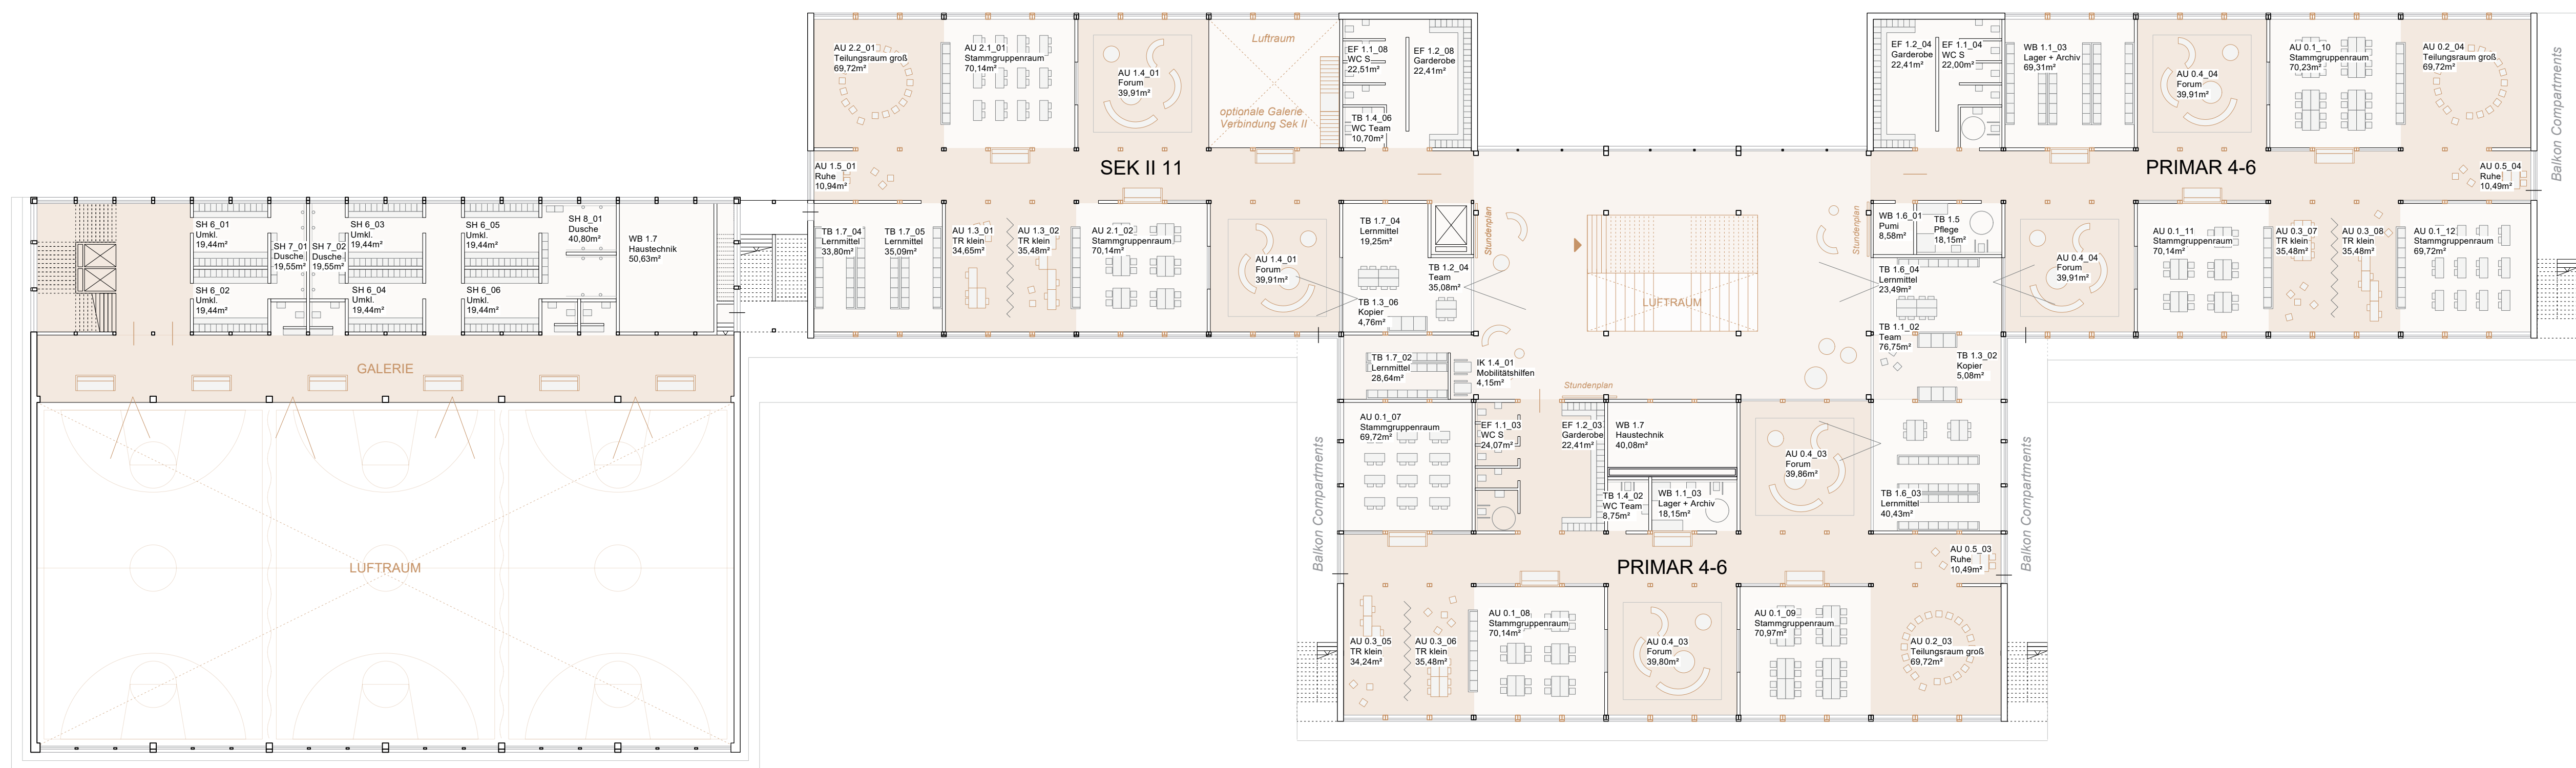 AU 2.2_01
Teilungsraum groß
69,72m²
AU 2.1_01
Stammgruppenraum
70,14m²
AU 1.4_01
Forum
39,91m²
Luftraum
optionale Galerie
Verbindung Sek II
EF 1.1_08
WC S
22,51m²
EF 1.2_08
Garderobe
22,41m²
TB 1.4_06
WC Team
10,70m²
EF 1.2_04
Garderobe
22,41m²
EF 1.1_04
WC S
22,00m²
WB 1.1_03
Lager + Archiv
69,31m²
AU 0.4_04
Forum
39,91m²
AU 0.1_10
Stammgruppenraum
70,23m²
AU 0.2_04
Teilungsraum groß
69,72m²
Balkon Compartments
AU 1.5_01
Ruhe
10,94m²
SEK II 11
PRIMAR 4-6
AU 0.5_04
Ruhe
10,49m²
SH 6_01
Umkl.
19,44m²
SH 7_01
Dusche
19,55m²
SH 7_02
Dusche
19,55m²
SH 6_03
Umkl.
19,44m²
SH 6_05
Umkl.
19,44m²
SH 8_01
Dusche
40,80m²
WB 1.7
Haustechnik
50,63m²
SH 6_02
Umkl.
19,44m²
SH 6_04
Umkl.
19,44m²
SH 6_06
Umkl.
19,44m²
TB 1.7_04
Lernmittel
33,80m²
TB 1.7_05
Lernmittel
35,09m²
AU 1.3_01
TR klein
34,65m²
AU 1.3_02
TR klein
35,48m²
AU 2.1_02
Stammgruppenraum
70,14m²
AU 1.4_01
Forum
39,91m²
TB 1.7_04
Lernmittel
19,25m²
TB 1.2_04
Team
35,08m²
TB 1.3_06
Kopier
4,76m²
Stundenplan
LUFTRAUM
Stundenplan
WB 1.6_01
Pumi
8,58m²
TB 1.5
Pflege
18,15m²
TB 1.6_04
Lernmittel
23,49m²
AU 0.4_04
Forum
39,91m²
AU 0.1_11
Stammgruppenraum
70,14m²
AU 0.3_07
TR klein
35,48m²
AU 0.3_08
TR klein
35,48m²
AU 0.1_12
Stammgruppenraum
69,72m²
TB 1.1_02
Team
76,75m²
TB 1.3_02
Kopier
5,08m²
GALERIE
TB 1.7_02
Lernmittel
28,64m²
IK 1.4_01
Mobilitätshilfen
4,15m²
Stundenplan
AU 0.1_07
Stammgruppenraum
69,72m²
EF 1.1_03
WC S
24,07m²
EF 1.2_03
Garderobe
22,41m²
WB 1.7
Haustechnik
40,08m²
AU 0.4_03
Forum
39,86m²
TB 1.4_02
WC Team
8,75m²
WB 1.1_03
Lager + Archiv
18,15m²
TB 1.6_03
Lernmittel
40,43m²
Balkon Compartments
Balkon Compartments
LUFTRAUM
PRIMAR 4-6
AU 0.5_03
Ruhe
10,49m²
AU 0.3_05
TR klein
34,24m²
AU 0.3_06
TR klein
35,48m²
AU 0.1_08
Stammgruppenraum
70,14m²
AU 0.4_03
Forum
39,80m²
AU 0.1_09
Stammgruppenraum
70,97m²
AU 0.2_03
Teilungsraum groß
69,72m²